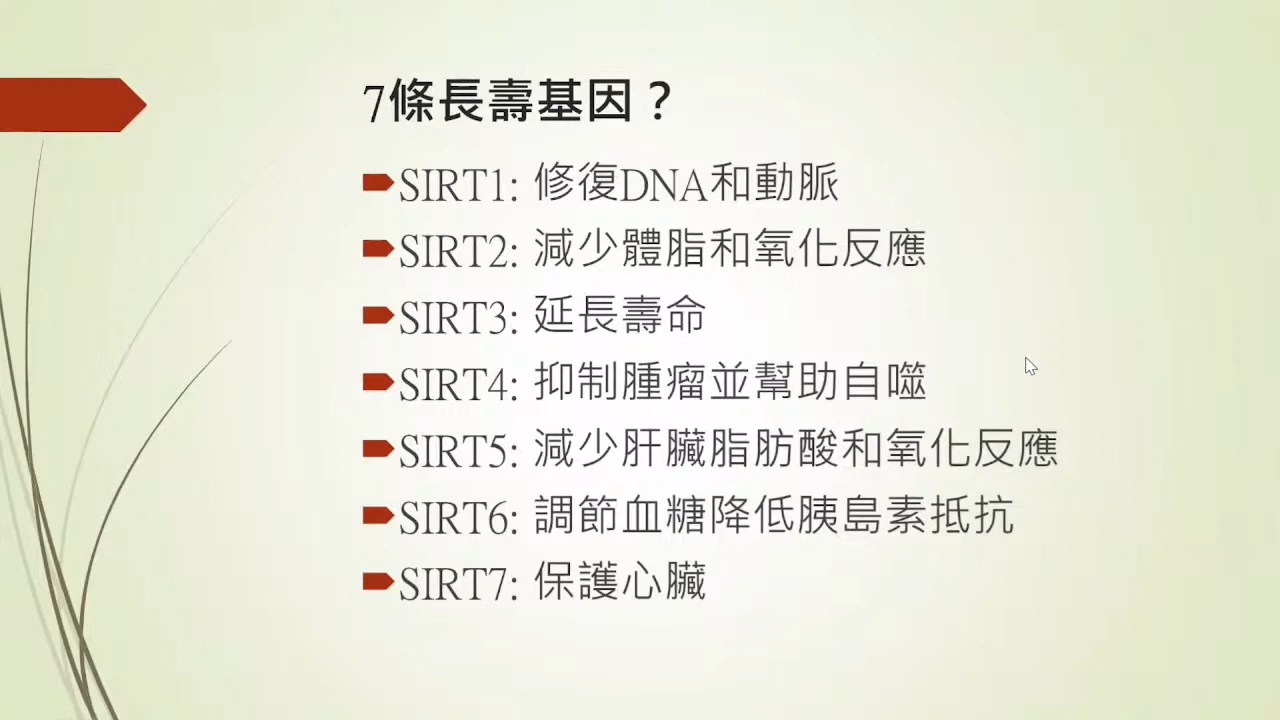 7條長壽基因？
SIRT1: 修復DNA和動脈
SIRT2: 減少體脂和氧化反應
SIRT3: 延長壽命
SIRT4: 抑制腫瘤並幫助自噬
SIRT5: 減少肝臟脂肪酸和氧化反應
SIRT6: 調節血糖降低胰島素抵抗
SIRT7: 保護心臟